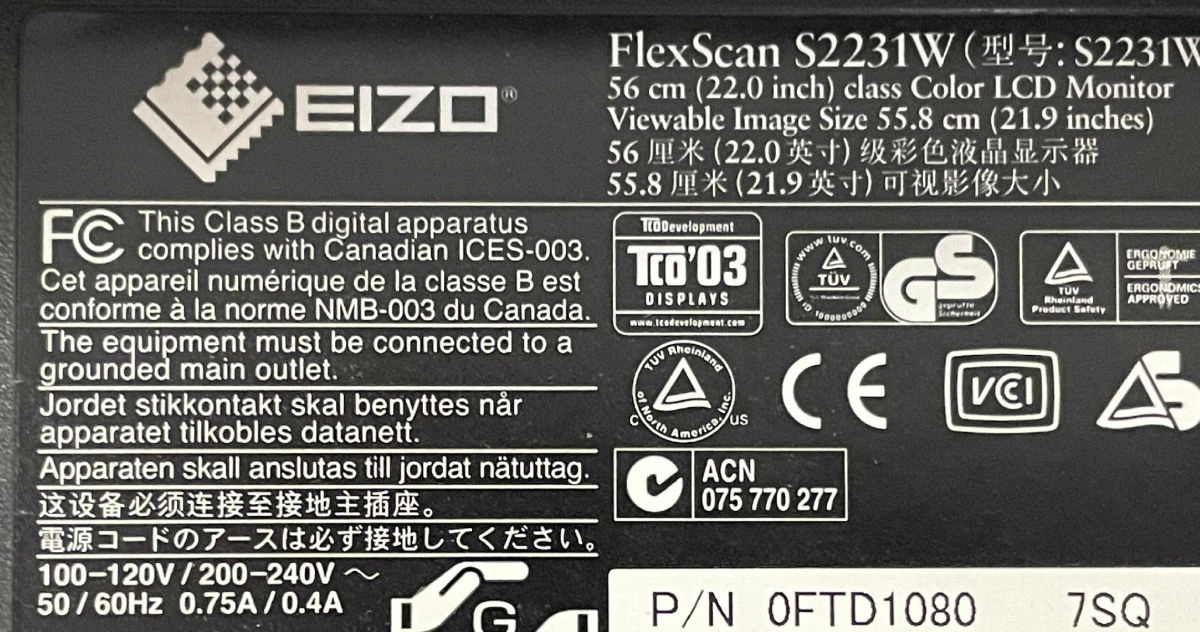 EIZO®
FlexScan S2231W (型号: S2231W
56 cm (22.0 inch) class Color LCD Monitor
Viewable Image Size 55.8 cm (21.9 inches)
56 厘米 (22.0 英寸) 级彩色液晶显示器
55.8 厘米 (21.9 英寸) 可视影像大小
FC This Class B digital apparatus
complies with Canadian ICES-003.
Cet appareil numérique de la classe B est
conforme à la norme NMB-003 du Canada.
The equipment must be connected to a
grounded main outlet.
Jordet stikkontakt skal benyttes når
apparatet tilkobles datanett.
Apparaten skall anslutas till jordat nätuttag.
这设备必须连接至接地主插座。
電源コードのアースは必ず接地してください。
100–120V / 200–240V ～
50 / 60Hz 0.75A / 0.4A
TCO Development
TCO'03
DISPLAYS
www.tcodevelopment.com
www.tuv.com
TÜV
Rheinland
ID 1000000000
GS
geprüfte
Sicherheit
TÜV
Rheinland
Product Safety
ERGONOMIE
GEPRÜFT
ERGONOMICS
APPROVED
TÜV Rheinland
of North America, Inc.
C US
CE
VCI
S
ACN
075 770 277
G
P/N 0FTD1080 7SQ